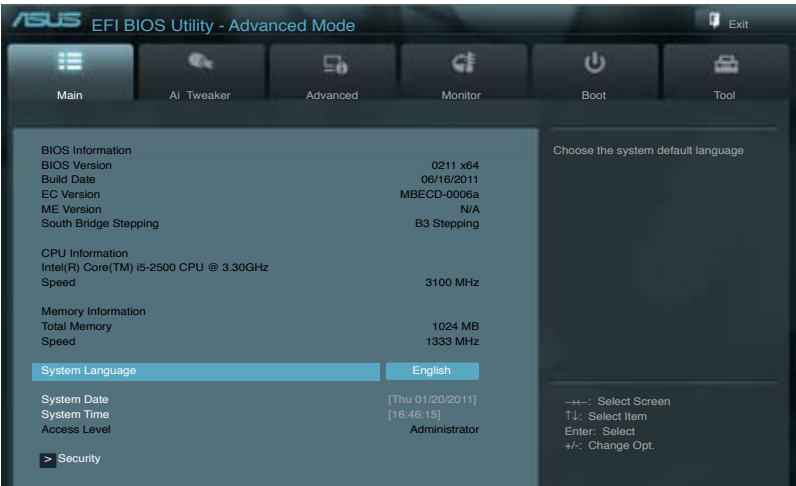 ASUS EFI BIOS Utility - Advanced Mode Exit
Main Ai Tweaker Advanced Monitor Boot Tool
BIOS Information
BIOS Version 0211 x64
Build Date 06/16/2011
EC Version MBECD-0006a
ME Version N/A
South Bridge Stepping B3 Stepping
CPU Information
Intel(R) Core(TM) i5-2500 CPU @ 3.30GHz
Speed 3100 MHz
Memory Information
Total Memory 1024 MB
Speed 1333 MHz
System Language English
System Date [Thu 01/20/2011]
System Time [16:46:15]
Access Level Administrator
> Security
Choose the system default language
→←: Select Screen
↑↓: Select Item
Enter: Select
+/-: Change Opt.